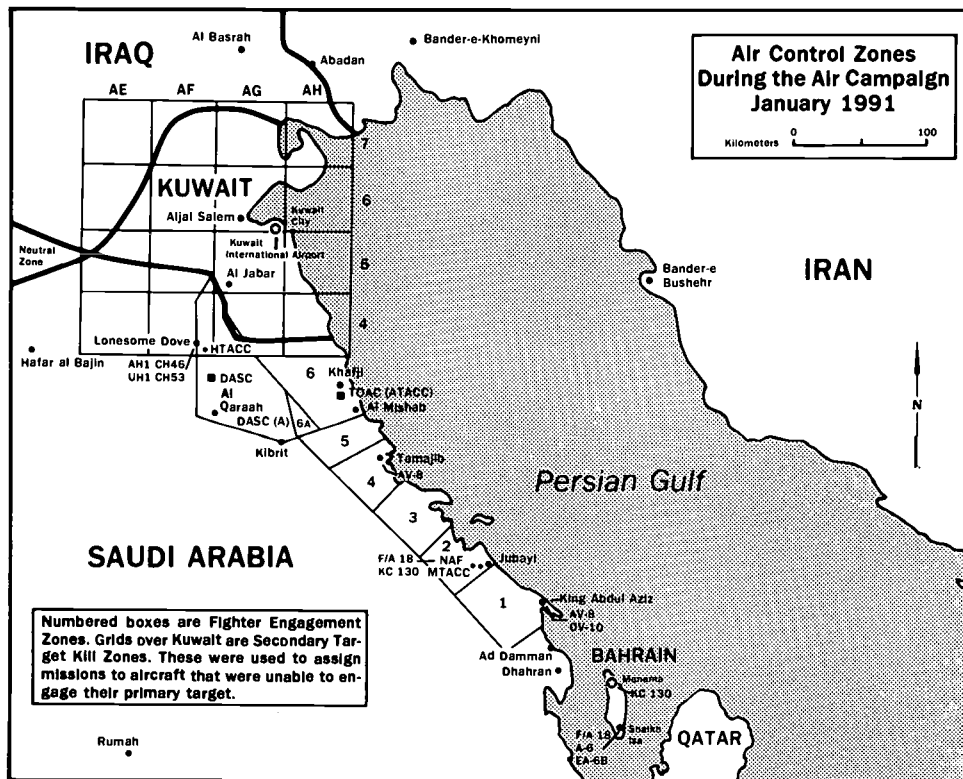 Air Control Zones
During the Air Campaign
January 1991
0 100
Kilometers
IRAQ
Al Basrah
Abadan
Bander-e-Khomeyni
AE AF AG AH
7
6
5
4
KUWAIT
Aljal Salem
Kuwait
City
Kuwait
International Airport
Neutral
Zone
Al Jabar
IRAN
Bander-e
Bushehr
Lonesome Dove
HTACC
Hafar al Bajin
AH1 CH46
UH1 CH53
DASC
Al
Qaraah
DASC (A)
6A
Kibrit
6
Khafji
TOAC (ATACC)
Al Mishab
5
Tamajib
AV-8
4
3
2
F/A 18 NAF
KC 130 MTACC
Jubayl
1
King Abdul Aziz
AV-8
OV-10
N
Persian Gulf
SAUDI ARABIA
Numbered boxes are Fighter Engagement
Zones. Grids over Kuwait are Secondary Tar-
get Kill Zones. These were used to assign
missions to aircraft that were unable to en-
gage their primary target.
Ad Damman
Dhahran
BAHRAIN
Manama
KC 130
Shaikh
Isa
F/A 18
A-6
EA-6B
QATAR
Rumah